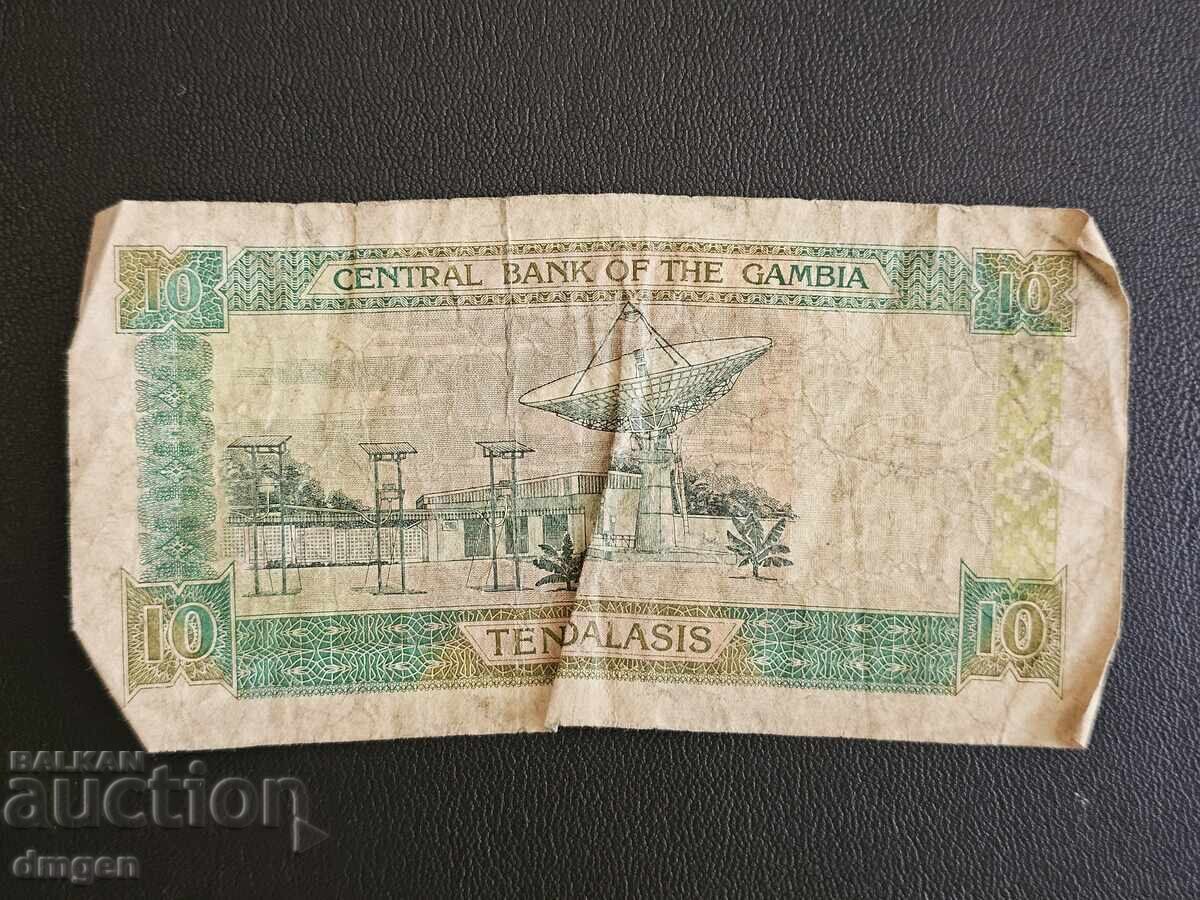 CENTRAL BANK OF THE GAMBIA
10 10
10 10
TEN DALASIS
BALKAN
auction
dmgen